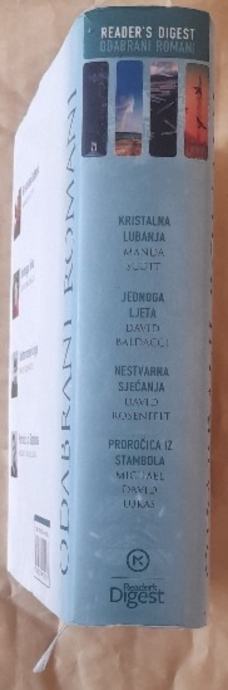 READER'S DIGEST
ODABRANI ROMANI
KRISTALNA
LUBANJA
MANDA
SCOTT
JEDNOGA
LJETA
DAVID
BALDACCI
NESTVARNA
SJEĆANJA
DAVID
ROSENFELT
PROROČICA IZ
STAMBOLA
MICHAEL
DAVID
LUKAS
Reader's
Digest
ODABRANI ROMANI